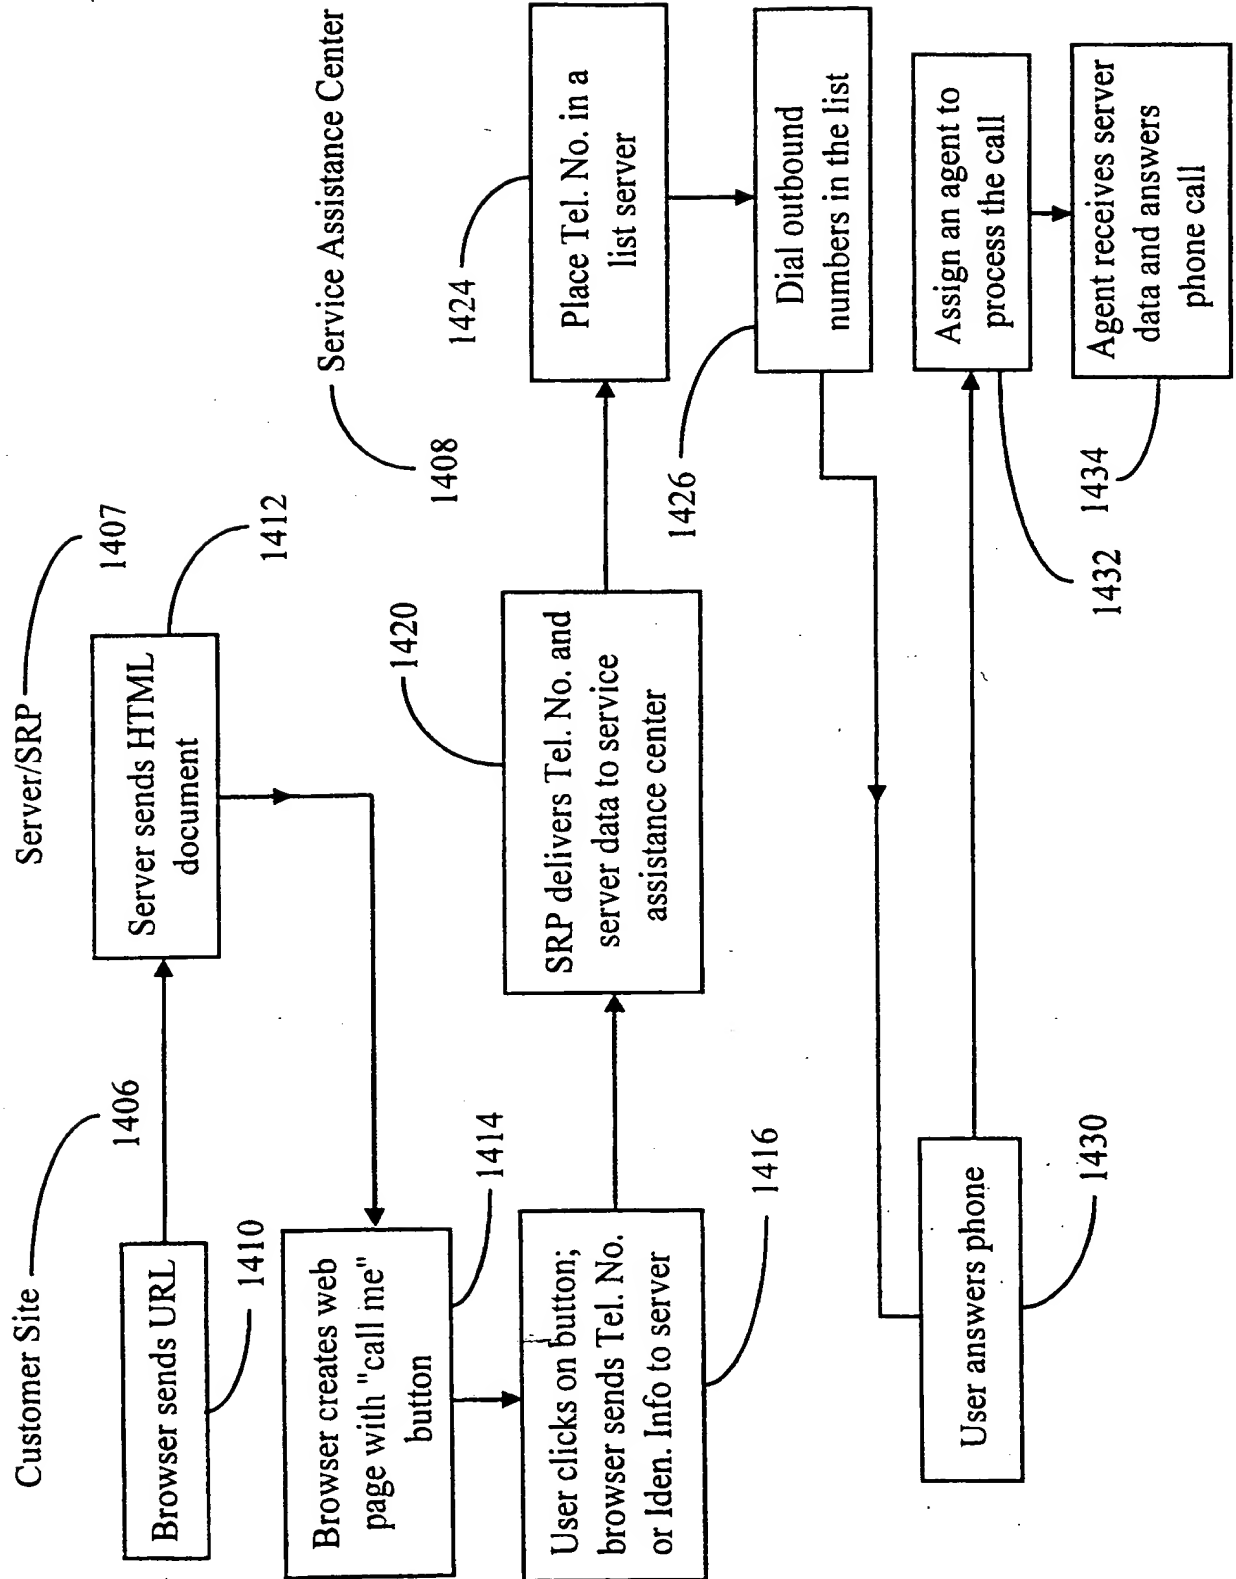 Customer Site
1406
Server/SRP
1407
Service Assistance Center
1408
Browser sends URL
1410
Server sends HTML
document
1412
Browser creates web
page with "call me"
button
1414
User clicks on button;
browser sends Tel. No.
or Iden. Info to server
1416
SRP delivers Tel. No. and
server data to service
assistance center
1420
Place Tel. No. in a
list server
1424
Dial outbound
numbers in the list
1426
User answers phone
1430
Assign an agent to
process the call
1432
Agent receives server
data and answers
phone call
1434